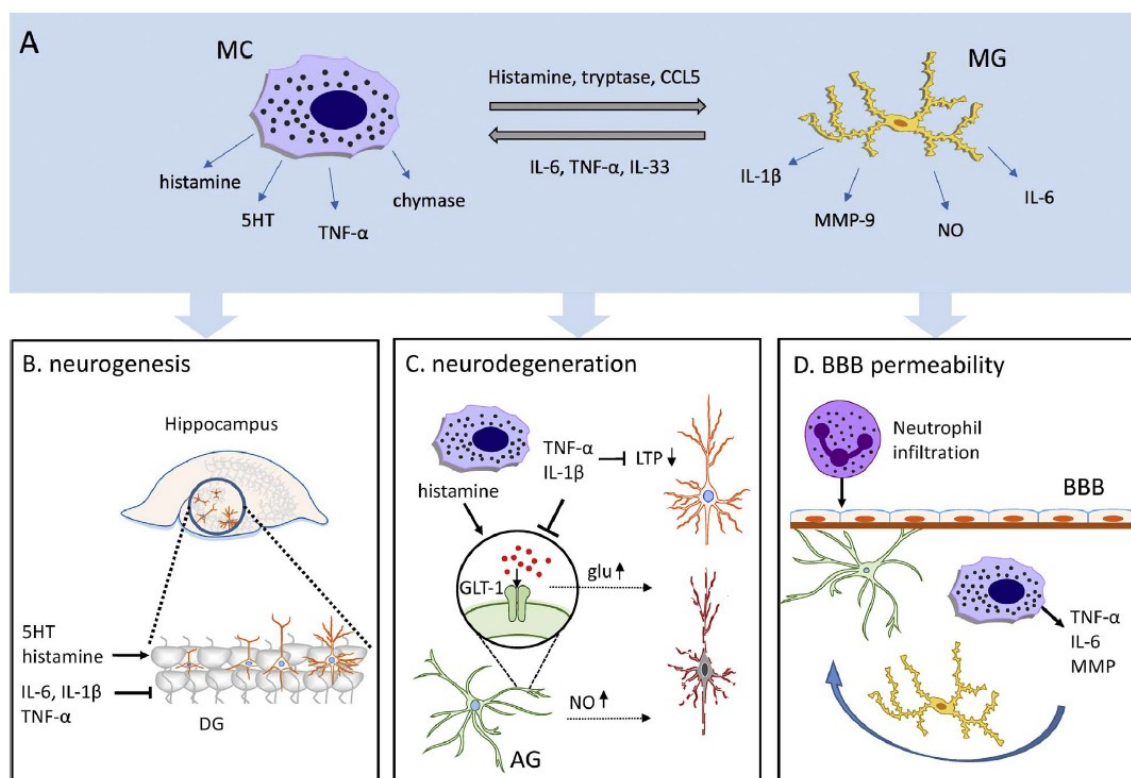 A
MC
MG
Histamine, tryptase, CCL5
IL-6, TNF-α, IL-33
histamine
5HT
TNF-α
chymase
IL-1β
MMP-9
NO
IL-6
B. neurogenesis
Hippocampus
5HT
histamine
IL-6, IL-1β
TNF-α
DG
C. neurodegeneration
TNF-α
IL-1β
LTP
histamine
GLT-1
glu
NO
AG
D. BBB permeability
Neutrophil
infiltration
BBB
TNF-α
IL-6
MMP